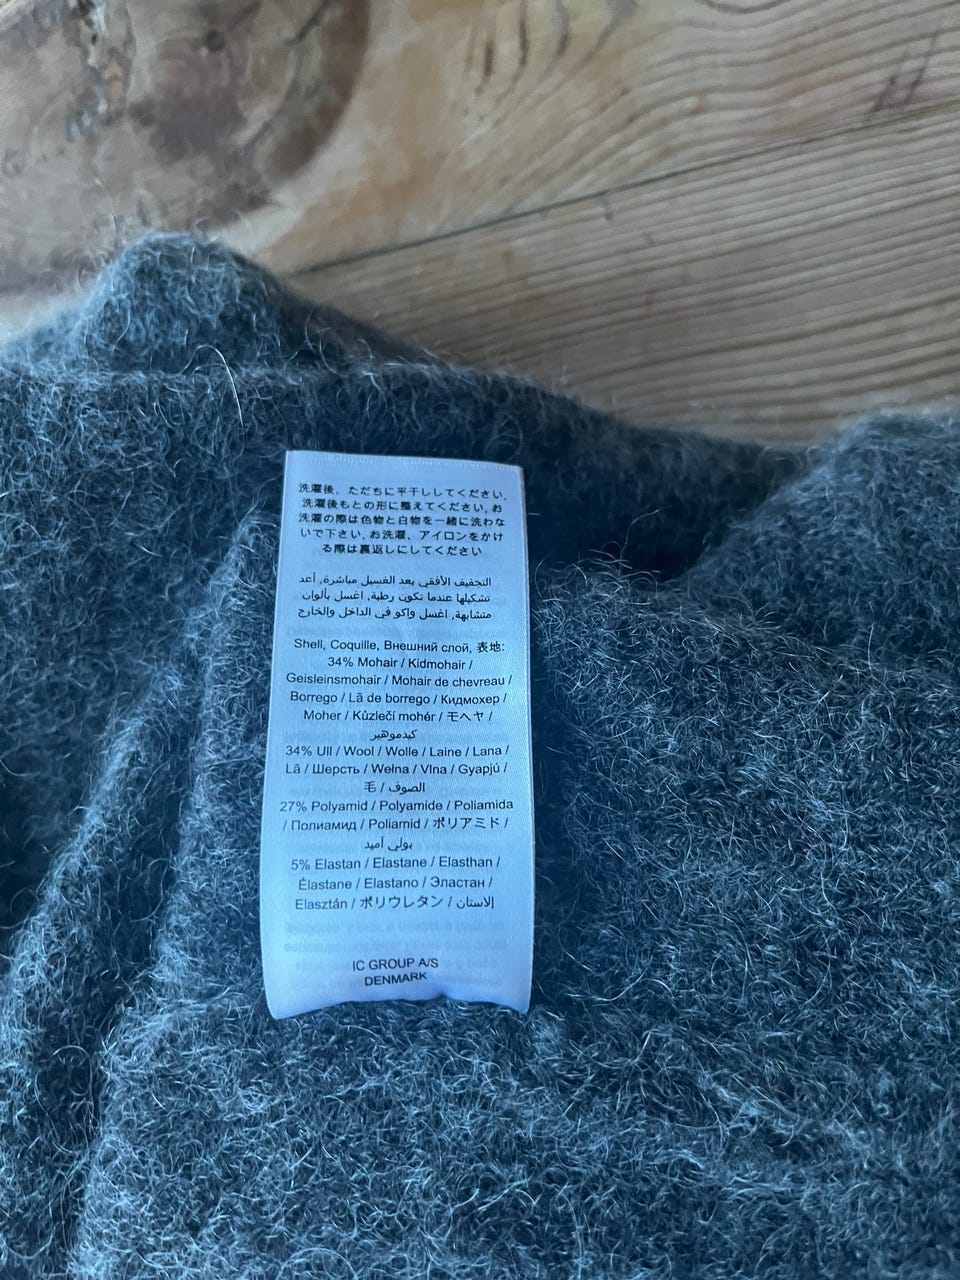 洗濯後、ただちに平干ししてください,
洗濯後もとの形に整えてください, お
洗濯の際は色物と白物を一緒に洗わな
いで下さい, お洗濯、アイロンをかけ
る際は裏返しにしてください
التجفيف الأفقي بعد الغسيل مباشرة, أعد
تشكيلها عندما تكون رطبة, اغسل بألوان
متشابهة, اغسل واكو في الداخل والخارج
Shell, Coquille, Внешний слой, 表地:
34% Mohair / Kidmohair /
Geisleinsmohair / Mohair de chevreau /
Borrego / Lã de borrego / Кидмохер /
Moher / Kůzlečí mohér / モヘヤ /
كيدموهير
34% Ull / Wool / Wolle / Laine / Lana /
Lã / Шерсть / Wełna / Vlna / Gyapjú /
毛 / الصوف
27% Polyamid / Polyamide / Poliamida
/ Полиамид / Poliamid / ポリアミド /
بولي أميد
5% Elastan / Elastane / Elasthan /
Élastane / Elastano / Эластан /
Elasztán / ポリウレタン / إلاستان
IC GROUP A/S
DENMARK